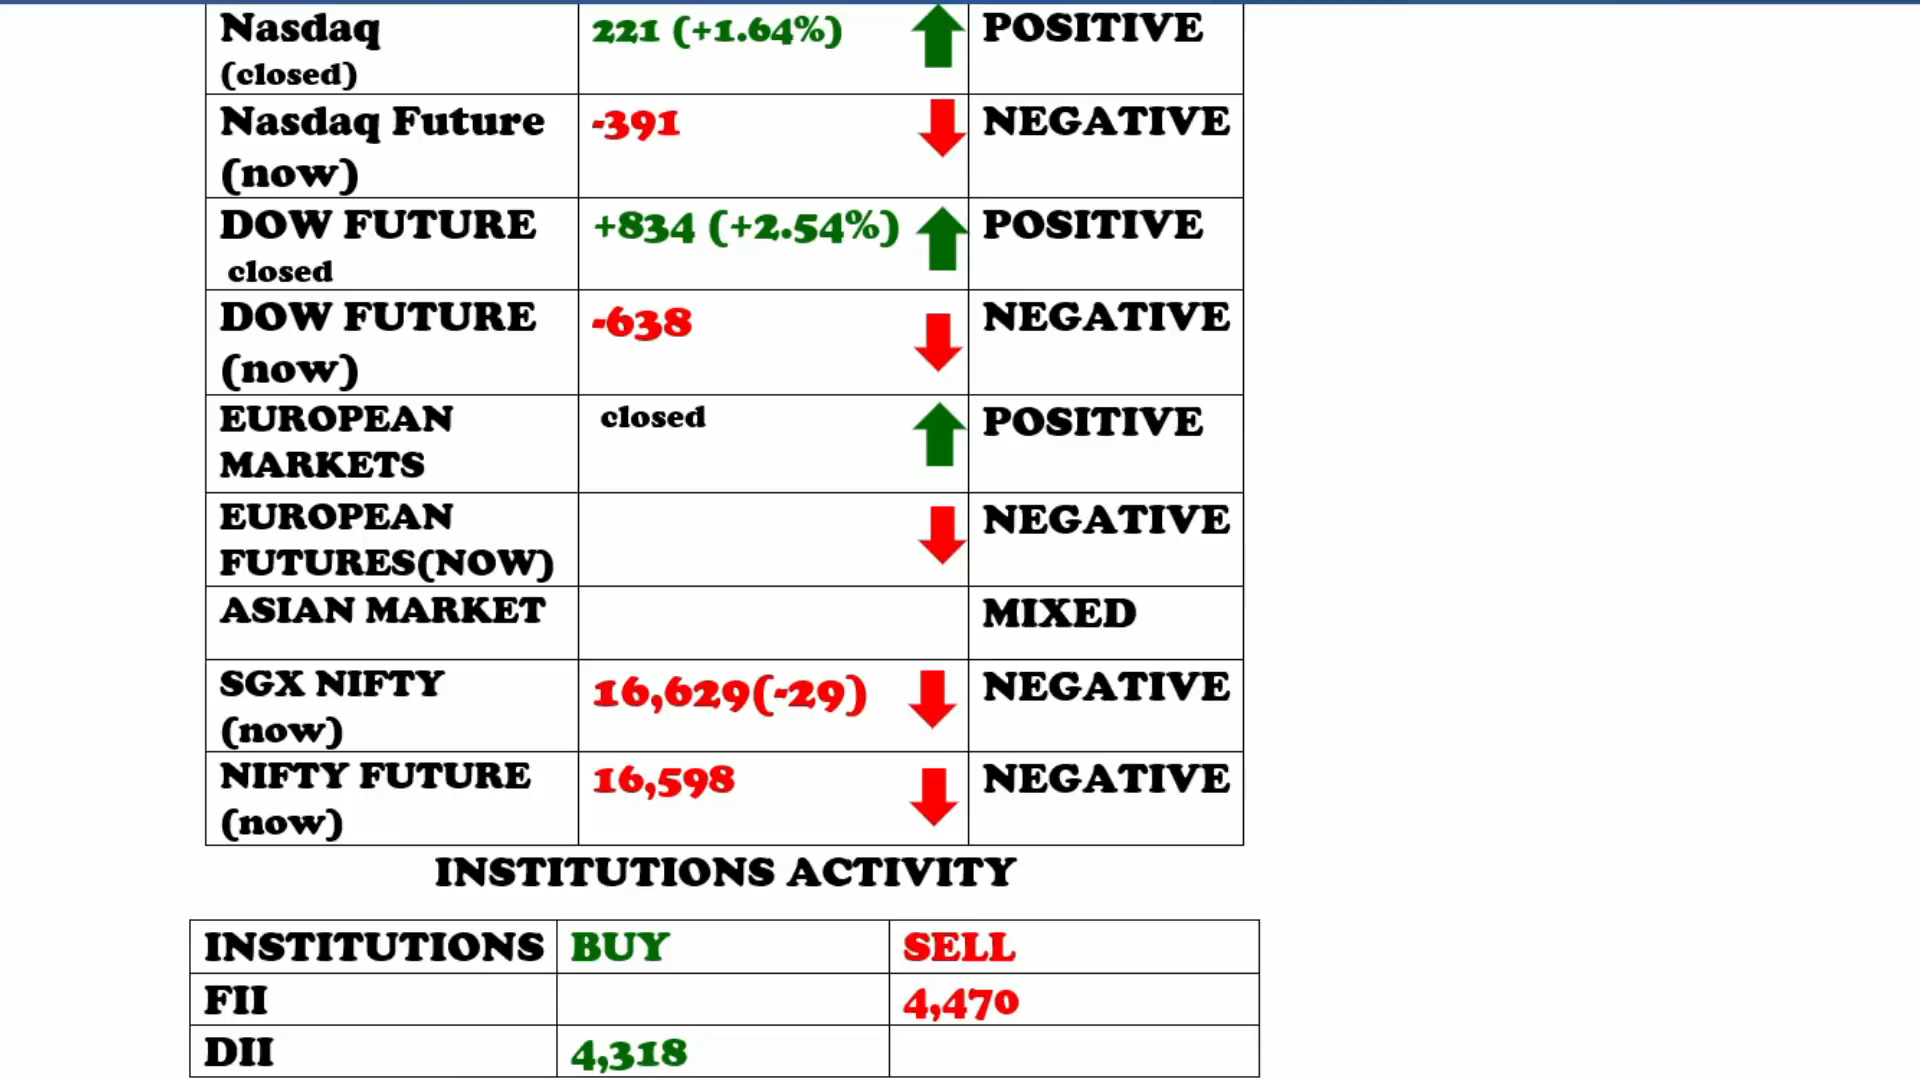 Nasdaq 221 (+1.64%) POSITIVE
(closed)
Nasdaq Future -391 NEGATIVE
(now)
DOW FUTURE +834 (+2.54%) POSITIVE
closed
DOW FUTURE -638 NEGATIVE
(now)
EUROPEAN closed POSITIVE
MARKETS
EUROPEAN NEGATIVE
FUTURES(NOW)
ASIAN MARKET MIXED
SGX NIFTY 16,629(-29) NEGATIVE
(now)
NIFTY FUTURE 16,598 NEGATIVE
(now)
INSTITUTIONS ACTIVITY
INSTITUTIONS BUY SELL
FII 4,470
DII 4,318